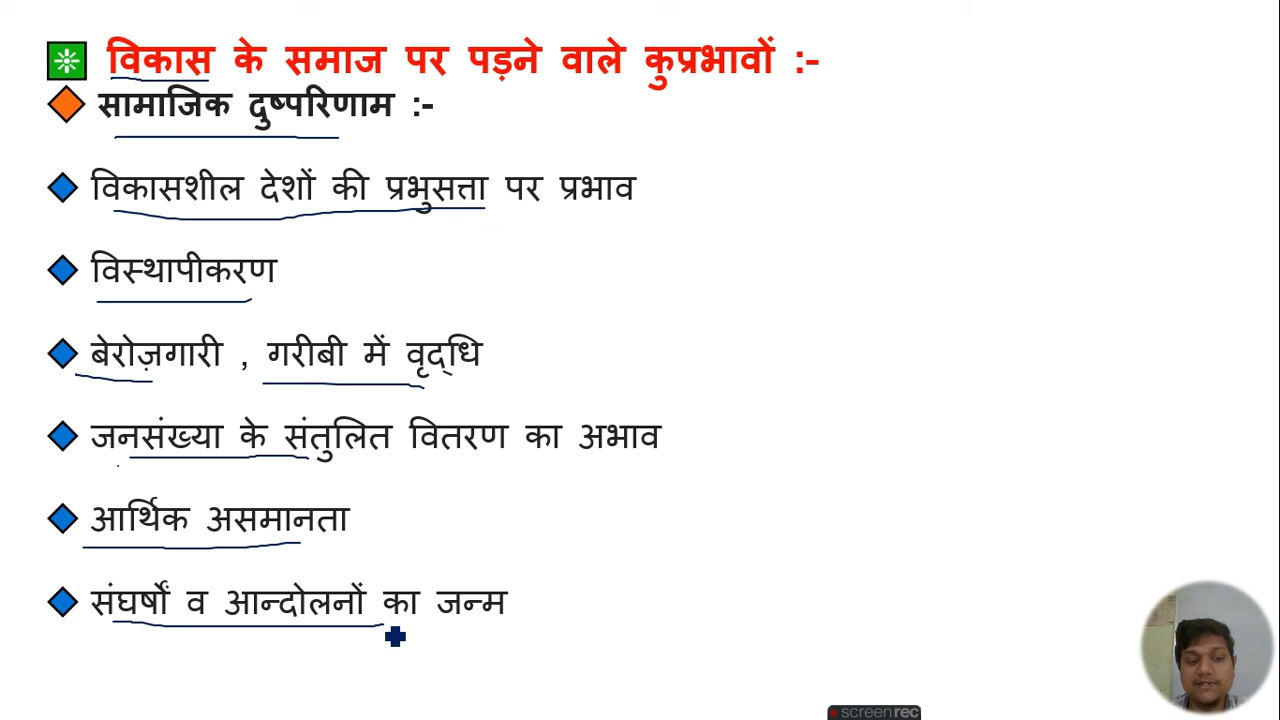 विकास के समाज पर पड़ने वाले कुप्रभावों :-
सामाजिक दुष्परिणाम :-
विकासशील देशों की प्रभुसत्ता पर प्रभाव
विस्थापीकरण
बेरोज़गारी , गरीबी में वृद्धि
जनसंख्या के संतुलित वितरण का अभाव
आर्थिक असमानता
संघर्षों व आन्दोलनों का जन्म
screenrec